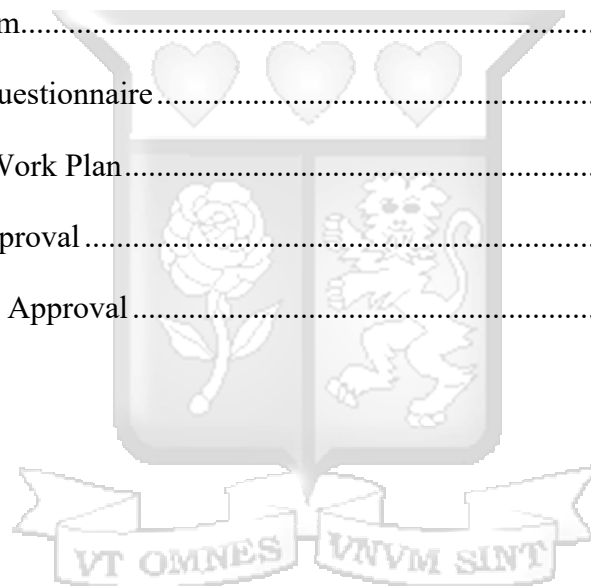 m..........................................................................
uestionnaire......................................................
Work Plan..........................................................
proval...............................................................
Approval.........................................................
VT OMNES VNVM SINT